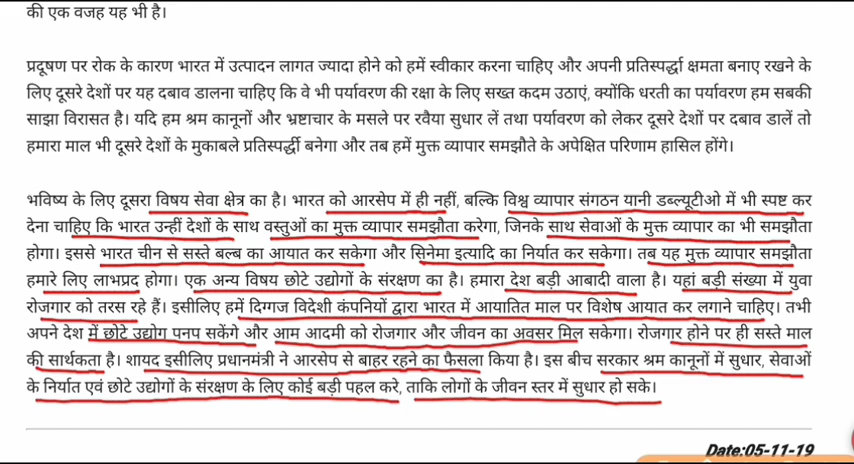 की एक वजह यह भी है।
प्रदूषण पर रोक के कारण भारत में उत्पादन लागत ज्यादा होने को हमें स्वीकार करना चाहिए और अपनी प्रतिस्पर्द्धा क्षमता बनाए रखने के
लिए दूसरे देशों पर यह दबाव डालना चाहिए कि वे भी पर्यावरण की रक्षा के लिए सख्त कदम उठाएं, क्योंकि धरती का पर्यावरण हम सबकी
साझा विरासत है। यदि हम श्रम कानूनों और भ्रष्टाचार के मसले पर रवैया सुधार लें तथा पर्यावरण को लेकर दूसरे देशों पर दबाव डालें तो
हमारा माल भी दूसरे देशों के मुकाबले प्रतिस्पर्द्धी बनेगा और तब हमें मुक्त व्यापार समझौते के अपेक्षित परिणाम हासिल होंगे।
भविष्य के लिए दूसरा विषय सेवा क्षेत्र का है। भारत को आरसेप में ही नहीं, बल्कि विश्व व्यापार संगठन यानी डब्ल्यूटीओ में भी स्पष्ट कर
देना चाहिए कि भारत उन्हीं देशों के साथ वस्तुओं का मुक्त व्यापार समझौता करेगा, जिनके साथ सेवाओं के मुक्त व्यापार का भी समझौता
होगा। इससे भारत चीन से सस्ते बल्ब का आयात कर सकेगा और सिनेमा इत्यादि का निर्यात कर सकेगा। तब यह मुक्त व्यापार समझौता
हमारे लिए लाभप्रद होगा। एक अन्य विषय छोटे उद्योगों के संरक्षण का है। हमारा देश बड़ी आबादी वाला है। यहां बड़ी संख्या में युवा
रोजगार को तरस रहे हैं। इसीलिए हमें दिग्गज विदेशी कंपनियों द्वारा भारत में आयातित माल पर विशेष आयात कर लगाने चाहिए। तभी
अपने देश में छोटे उद्योग पनप सकेंगे और आम आदमी को रोजगार और जीवन का अवसर मिल सकेगा। रोजगार होने पर ही सस्ते माल
की सार्थकता है। शायद इसीलिए प्रधानमंत्री ने आरसेप से बाहर रहने का फैसला किया है। इस बीच सरकार श्रम कानूनों में सुधार, सेवाओं
के निर्यात एवं छोटे उद्योगों के संरक्षण के लिए कोई बड़ी पहल करे, ताकि लोगों के जीवन स्तर में सुधार हो सके।
Date:05-11-19